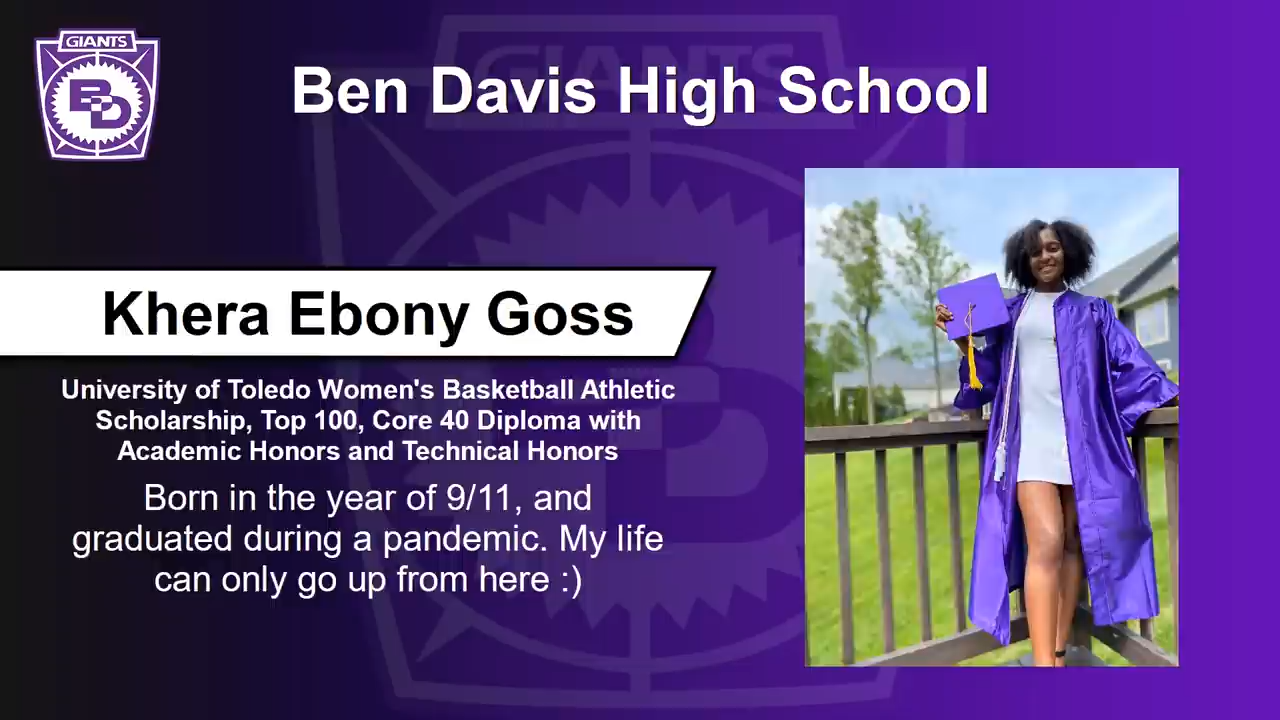 GIANTS
BD
Ben Davis High School
GIANTS
Khera Ebony Goss
University of Toledo Women's Basketball Athletic
Scholarship, Top 100, Core 40 Diploma with
Academic Honors and Technical Honors
Born in the year of 9/11, and
graduated during a pandemic. My life
can only go up from here :)
BD